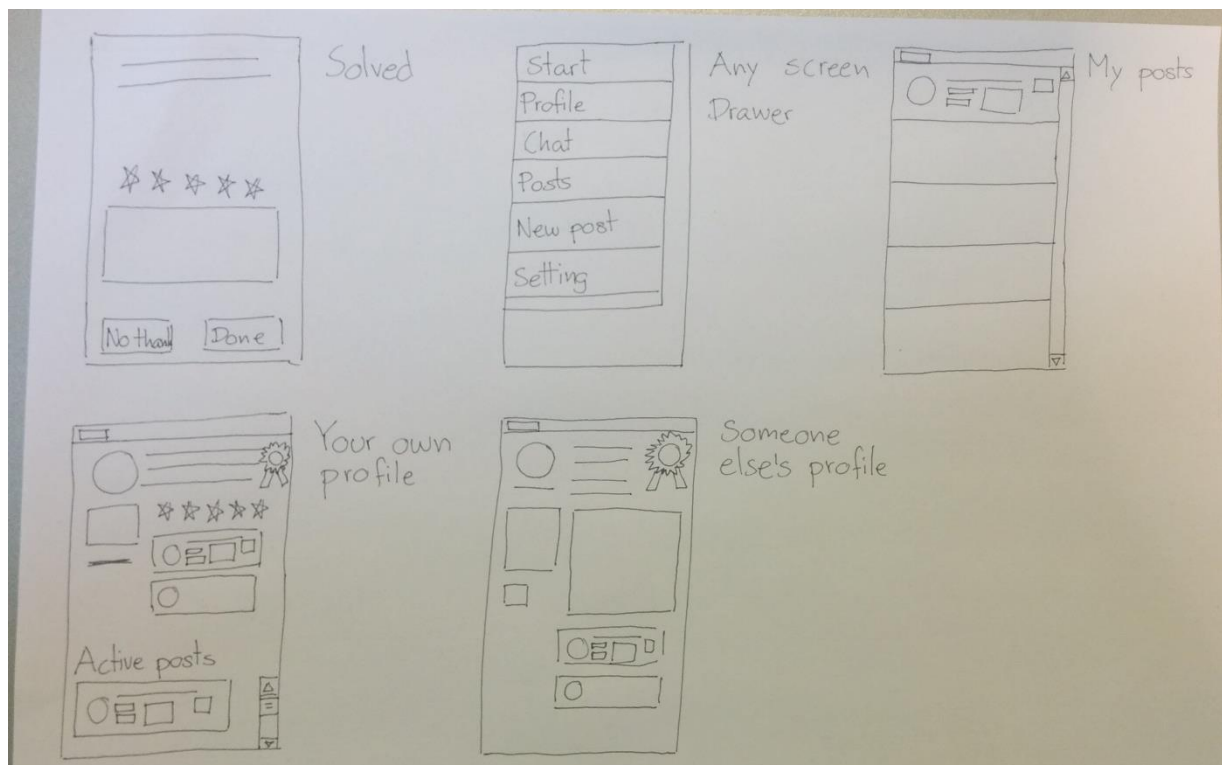 Solved
No thank
Done
Start
Profile
Chat
Posts
New post
Setting
Any screen
Drawer
My posts
Your own
profile
Active posts
Someone
else's profile